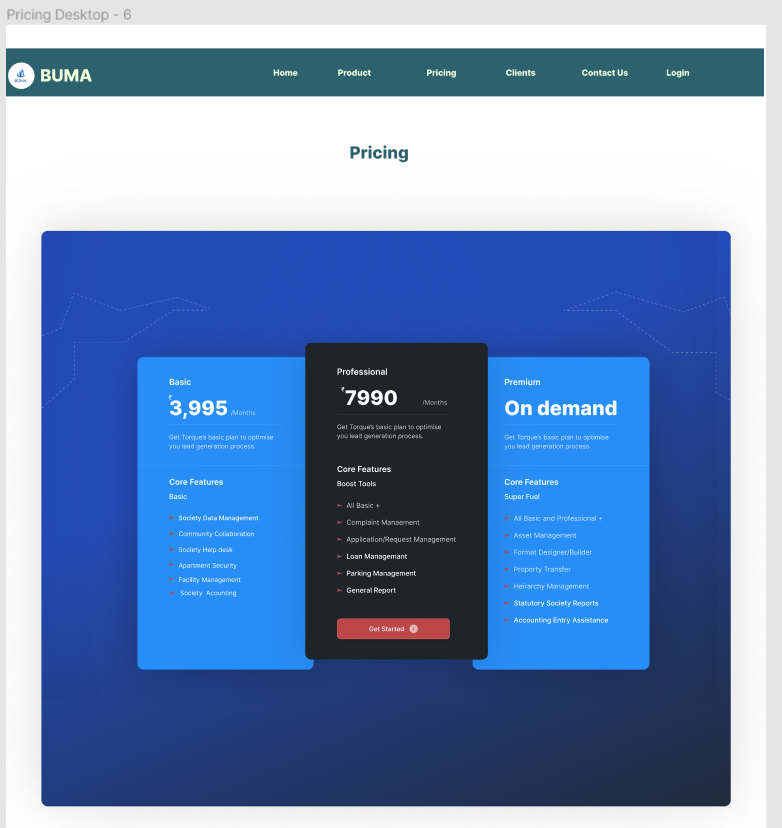 Pricing Desktop - 6
BUMA
BUMA
Home
Product
Pricing
Clients
Contact Us
Login
Pricing
Basic
₹
3,995 /Months
Get Torque's basic plan to optimise
you lead generation process.
Core Features
Basic
Society Data Management
Community Collaboration
Society Help desk
Apartment Security
Facility Management
Society Acounting
Professional
₹
7990 /Months
Get Torque's basic plan to optimise
you lead generation process.
Core Features
Boost Tools
All Basic +
Complaint Manaement
Application/Request Management
Loan Managemant
Parking Management
General Report
Get Started
Premium
On demand
Get Torque's basic plan to optimise
you lead generation process.
Core Features
Super Fuel
All Basic and Professional +
Asset Management
Format Designer/Builder
Property Transfer
Heirarchy Management
Statutory Society Reports
Accounting Entry Assistance